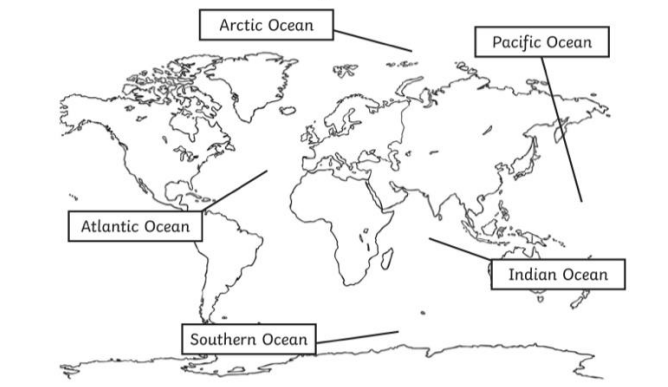 Arctic Ocean
Pacific Ocean
Atlantic Ocean
Indian Ocean
Southern Ocean